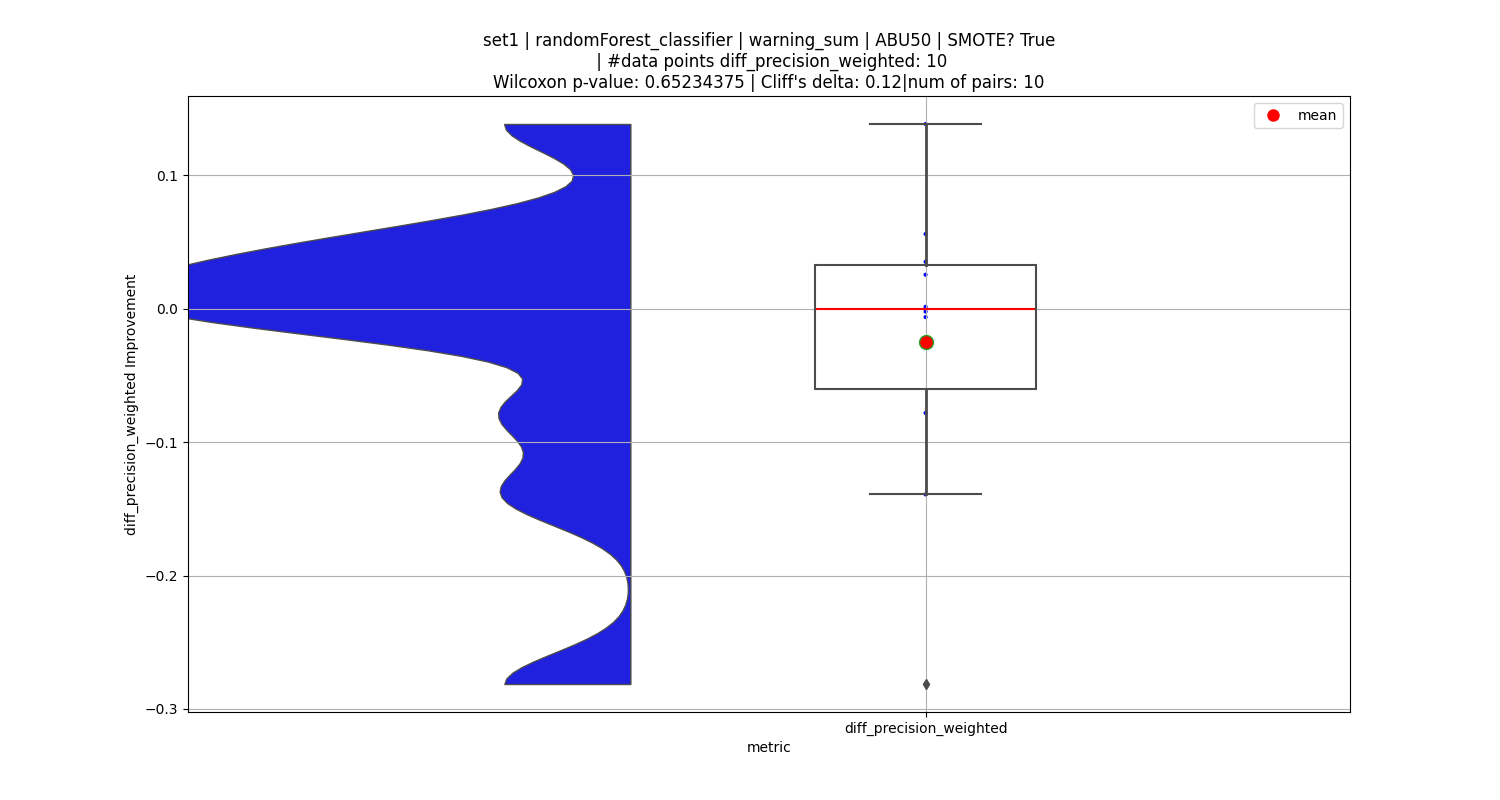 set1 | randomForest_classifier | warning_sum | ABU50 | SMOTE? True
| #data points diff_precision_weighted: 10
Wilcoxon p-value: 0.65234375 | Cliff's delta: 0.12|num of pairs: 10
mean
0.1
0.0
−0.1
−0.2
−0.3
diff_precision_weighted Improvement
diff_precision_weighted
metric